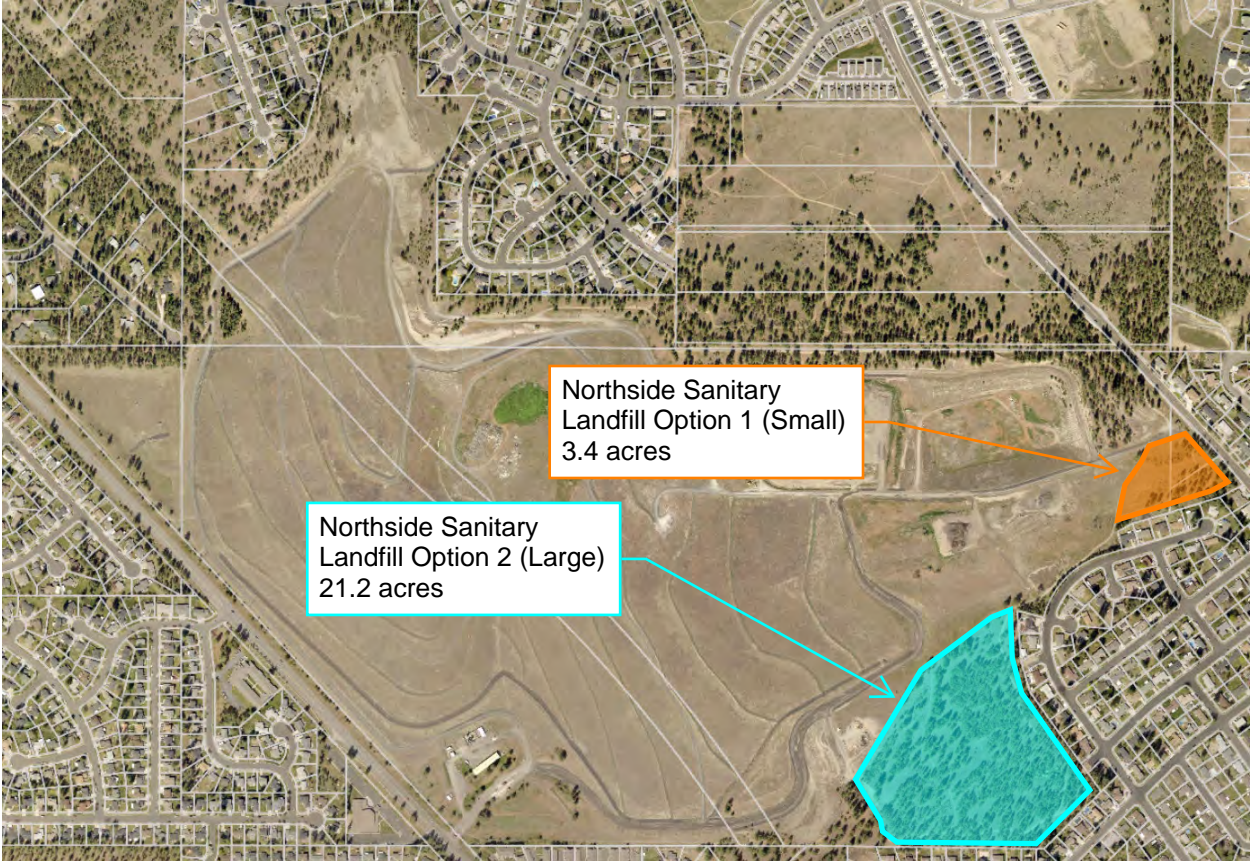 Northside Sanitary
Landfill Option 1 (Small)
3.4 acres
Northside Sanitary
Landfill Option 2 (Large)
21.2 acres